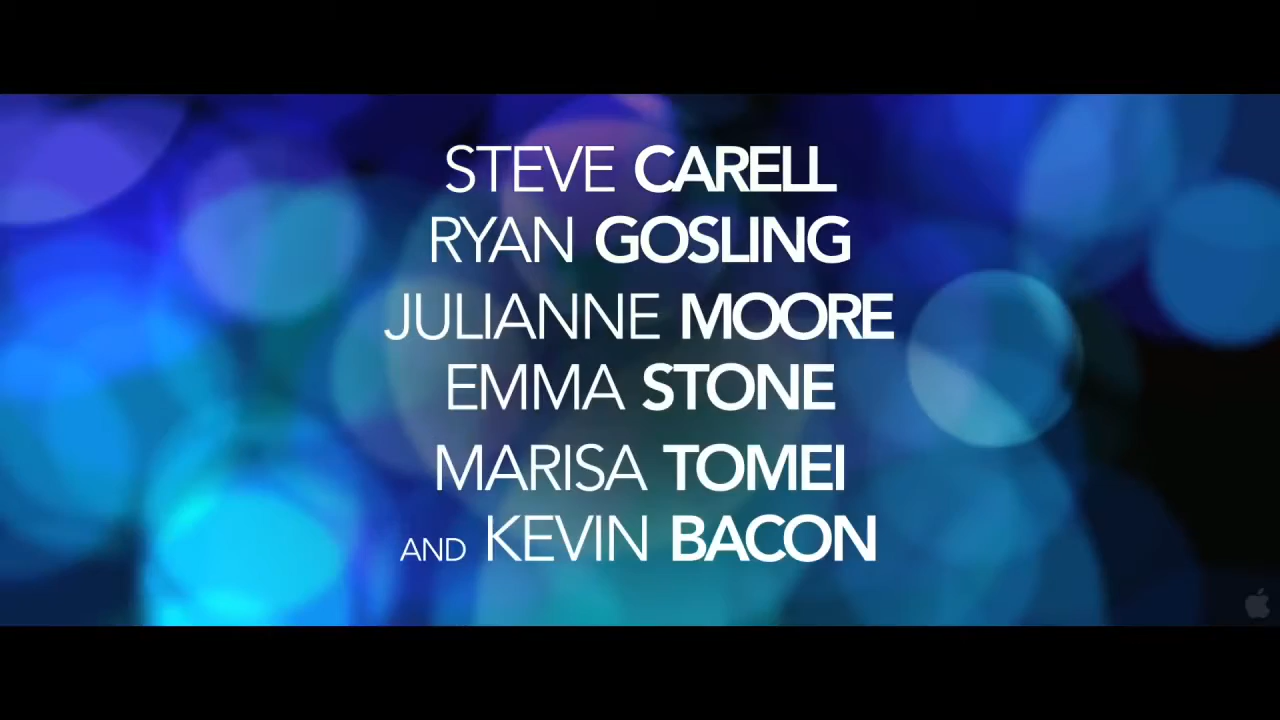 STEVE CARELL
RYAN GOSLING
JULIANNE MOORE
EMMA STONE
MARISA TOMEI
AND KEVIN BACON